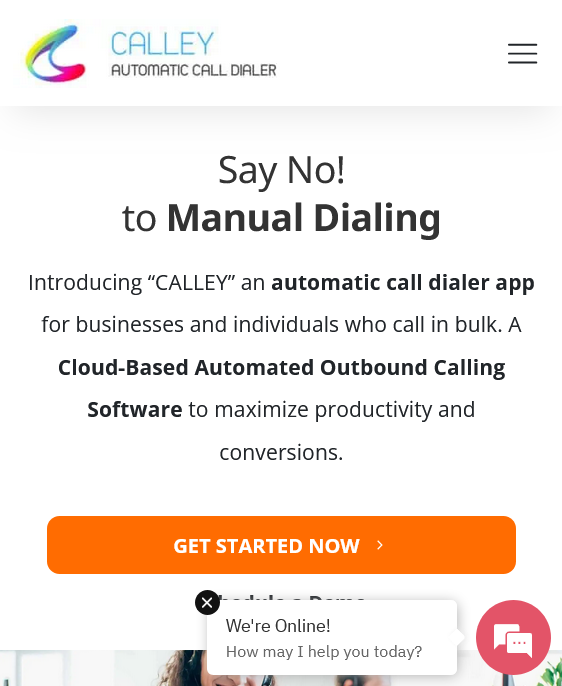 CALLEY
AUTOMATIC CALL DIALER
Say No!
to Manual Dialing
Introducing “CALLEY” an automatic call dialer app
for businesses and individuals who call in bulk. A
Cloud-Based Automated Outbound Calling
Software to maximize productivity and
conversions.
GET STARTED NOW
We're Online!
How may I help you today?